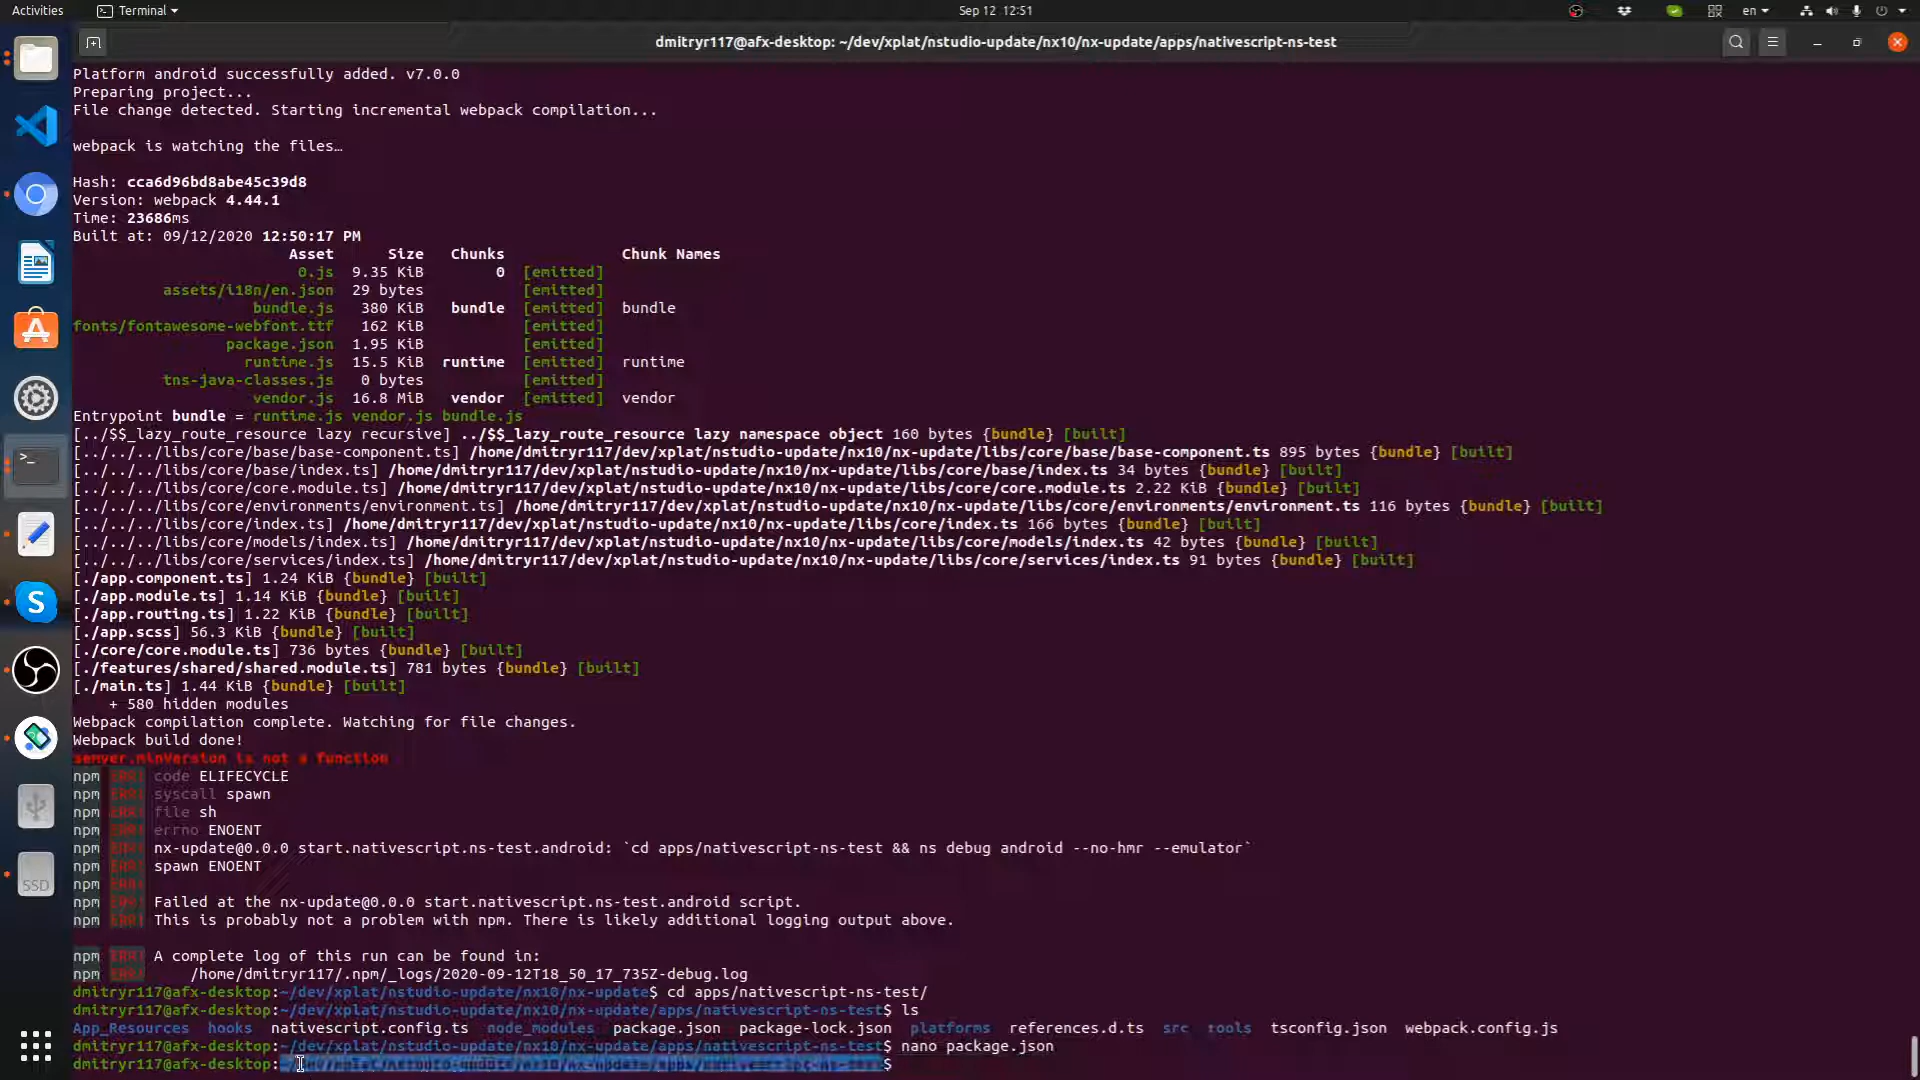 Activities Terminal Sep 12 12:51 en
dmitryr117@afx-desktop: ~/dev/xplat/nstudio-update/nx10/nx-update/apps/nativescript-ns-test
Platform android successfully added. v7.0.0
Preparing project...
File change detected. Starting incremental webpack compilation...
webpack is watching the files…
Hash: cca6d96bd8abe45c39d8
Version: webpack 4.44.1
Time: 23686ms
Built at: 09/12/2020 12:50:17 PM
Asset Size Chunks Chunk Names
0.js 9.35 KiB 0 [emitted]
assets/i18n/en.json 29 bytes [emitted]
bundle.js 380 KiB bundle [emitted] bundle
fonts/fontawesome-webfont.ttf 162 KiB [emitted]
package.json 1.95 KiB [emitted]
runtime.js 15.5 KiB runtime [emitted] runtime
tns-java-classes.js 0 bytes [emitted]
vendor.js 16.8 MiB vendor [emitted] vendor
Entrypoint bundle = runtime.js vendor.js bundle.js
[../$$_lazy_route_resource lazy recursive] ../$$_lazy_route_resource lazy namespace object 160 bytes {bundle} [built]
[../../../libs/core/base/base-component.ts] /home/dmitryr117/dev/xplat/nstudio-update/nx10/nx-update/libs/core/base/base-component.ts 895 bytes {bundle} [built]
[../../../libs/core/base/index.ts] /home/dmitryr117/dev/xplat/nstudio-update/nx10/nx-update/libs/core/base/index.ts 34 bytes {bundle} [built]
[../../../libs/core/core.module.ts] /home/dmitryr117/dev/xplat/nstudio-update/nx10/nx-update/libs/core/core.module.ts 2.22 KiB {bundle} [built]
[../../../libs/core/environments/environment.ts] /home/dmitryr117/dev/xplat/nstudio-update/nx10/nx-update/libs/core/environments/environment.ts 116 bytes {bundle} [built]
[../../../libs/core/index.ts] /home/dmitryr117/dev/xplat/nstudio-update/nx10/nx-update/libs/core/index.ts 166 bytes {bundle} [built]
[../../../libs/core/models/index.ts] /home/dmitryr117/dev/xplat/nstudio-update/nx10/nx-update/libs/core/models/index.ts 42 bytes {bundle} [built]
[../../../libs/core/services/index.ts] /home/dmitryr117/dev/xplat/nstudio-update/nx10/nx-update/libs/core/services/index.ts 91 bytes {bundle} [built]
[./app.component.ts] 1.24 KiB {bundle} [built]
[./app.module.ts] 1.14 KiB {bundle} [built]
[./app.routing.ts] 1.22 KiB {bundle} [built]
[./app.scss] 56.3 KiB {bundle} [built]
[./core/core.module.ts] 736 bytes {bundle} [built]
[./features/shared/shared.module.ts] 781 bytes {bundle} [built]
[./main.ts] 1.44 KiB {bundle} [built]
+ 580 hidden modules
Webpack compilation complete. Watching for file changes.
Webpack build done!
semver.minVersion is not a function
npm ERR! code ELIFECYCLE
npm ERR! syscall spawn
npm ERR! file sh
npm ERR! errno ENOENT
npm ERR! nx-update@0.0.0 start.nativescript.ns-test.android: `cd apps/nativescript-ns-test && ns debug android --no-hmr --emulator`
npm ERR! spawn ENOENT
npm ERR!
npm ERR! Failed at the nx-update@0.0.0 start.nativescript.ns-test.android script.
npm ERR! This is probably not a problem with npm. There is likely additional logging output above.
npm ERR! A complete log of this run can be found in:
npm ERR! /home/dmitryr117/.npm/_logs/2020-09-12T18_50_17_735Z-debug.log
dmitryr117@afx-desktop:~/dev/xplat/nstudio-update/nx10/nx-update$ cd apps/nativescript-ns-test/
dmitryr117@afx-desktop:~/dev/xplat/nstudio-update/nx10/nx-update/apps/nativescript-ns-test$ ls
App_Resources hooks nativescript.config.ts node_modules package.json package-lock.json platforms references.d.ts src tools tsconfig.json webpack.config.js
dmitryr117@afx-desktop:~/dev/xplat/nstudio-update/nx10/nx-update/apps/nativescript-ns-test$ nano package.json
dmitryr117@afx-desktop:~/dev/xplat/nstudio-update/nx10/nx-update/apps/nativescript-ns-test$
SSD